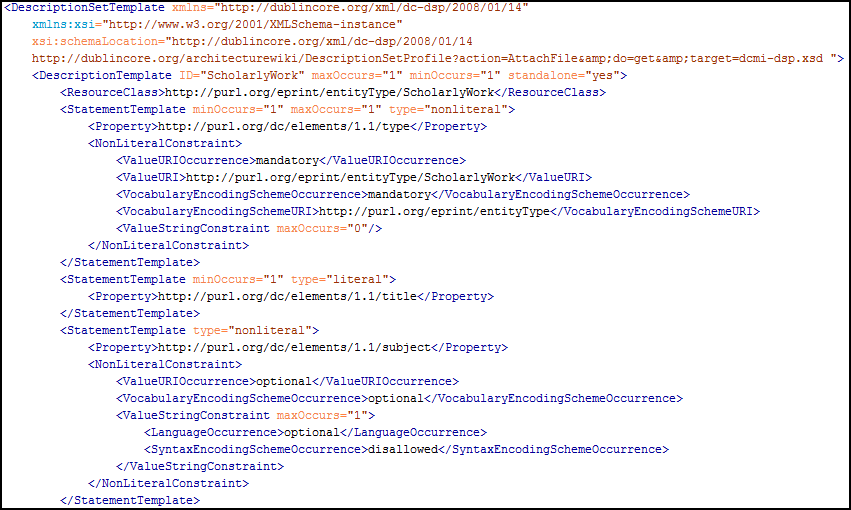 <DescriptionSetTemplate xmlns="http://dublincore.org/xml/dc-dsp/2008/01/14"
xmlns:xsi="http://www.w3.org/2001/XMLSchema-instance"
xsi:schemaLocation="http://dublincore.org/xml/dc-dsp/2008/01/14
http://dublincore.org/architecturewiki/DescriptionSetProfile?action=AttachFile&amp;do=get&amp;target=dcmi-dsp.xsd ">
<DescriptionTemplate ID="ScholarlyWork" maxOccurs="1" minOccurs="1" standalone="yes">
<ResourceClass>http://purl.org/eprint/entityType/ScholarlyWork</ResourceClass>
<StatementTemplate minOccurs="1" maxOccurs="1" type="nonliteral">
<Property>http://purl.org/dc/elements/1.1/type</Property>
<NonLiteralConstraint>
<ValueURIOccurrence>mandatory</ValueURIOccurrence>
<ValueURI>http://purl.org/eprint/entityType/ScholarlyWork</ValueURI>
<VocabularyEncodingSchemeOccurrence>mandatory</VocabularyEncodingSchemeOccurrence>
<VocabularyEncodingSchemeURI>http://purl.org/eprint/entityType</VocabularyEncodingSchemeURI>
<ValueStringConstraint maxOccurs="0"/>
</NonLiteralConstraint>
</StatementTemplate>
<StatementTemplate minOccurs="1" type="literal">
<Property>http://purl.org/dc/elements/1.1/title</Property>
</StatementTemplate>
<StatementTemplate type="nonliteral">
<Property>http://purl.org/dc/elements/1.1/subject</Property>
<NonLiteralConstraint>
<ValueURIOccurrence>optional</ValueURIOccurrence>
<VocabularyEncodingSchemeOccurrence>optional</VocabularyEncodingSchemeOccurrence>
<ValueStringConstraint maxOccurs="1">
<LanguageOccurrence>optional</LanguageOccurrence>
<SyntaxEncodingSchemeOccurrence>disallowed</SyntaxEncodingSchemeOccurrence>
</ValueStringConstraint>
</NonLiteralConstraint>
</StatementTemplate>